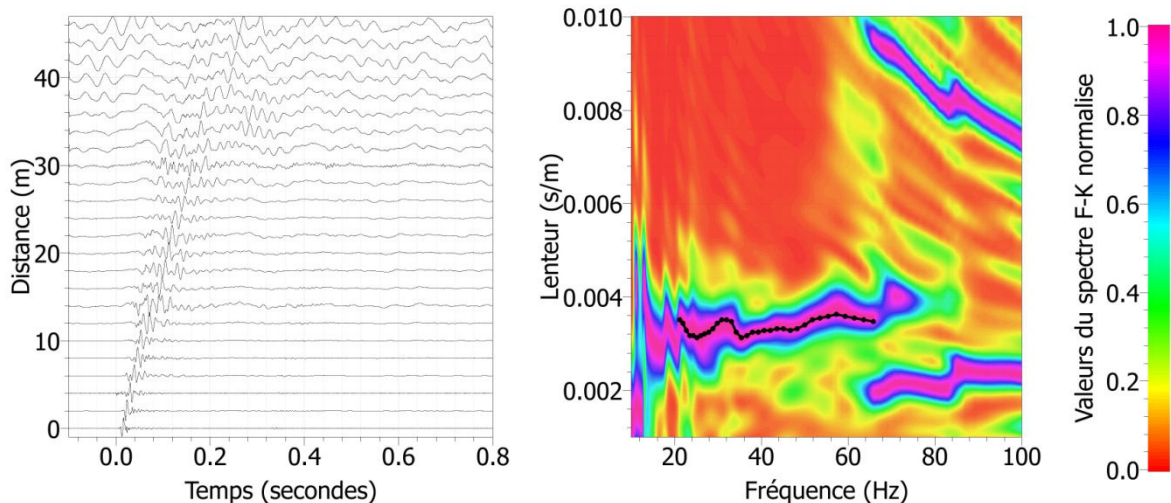 40
30
20
10
0
Distance (m)
0.0 0.2 0.4 0.6 0.8
Temps (secondes)
0.010
0.008
0.006
0.004
0.002
Lenteur (s/m)
20 40 60 80 100
Fréquence (Hz)
1.0
0.8
0.6
0.4
0.2
0.0
Valeurs du spectre F-K normalise